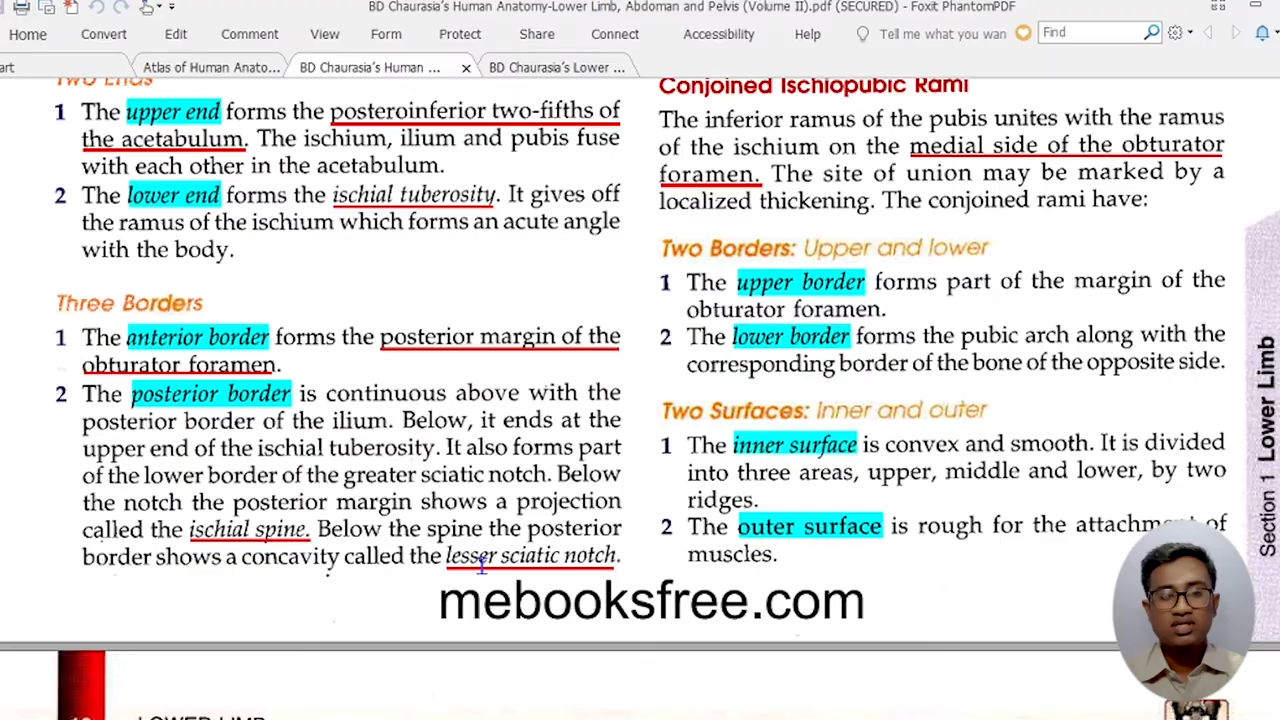 BD Chaurasia's Human Anatomy-Lower Limb, Abdoman and Pelvis (Volume II).pdf (SECURED) - Foxit PhantomPDF
Home Convert Edit Comment View Form Protect Share Connect Accessibility Help Tell me what you wan Find
art Atlas of Human Anato... BD Chaurasia's Human ... × BD Chaurasia's Lower ...
Two Ends
1 The upper end forms the posteroinferior two-fifths of
the acetabulum. The ischium, ilium and pubis fuse
with each other in the acetabulum.
2 The lower end forms the ischial tuberosity. It gives off
the ramus of the ischium which forms an acute angle
with the body.
Three Borders
1 The anterior border forms the posterior margin of the
obturator foramen.
2 The posterior border is continuous above with the
posterior border of the ilium. Below, it ends at the
upper end of the ischial tuberosity. It also forms part
of the lower border of the greater sciatic notch. Below
the notch the posterior margin shows a projection
called the ischial spine. Below the spine the posterior
border shows a concavity called the lesser sciatic notch.
Conjoined Ischiopubic Rami
The inferior ramus of the pubis unites with the ramus
of the ischium on the medial side of the obturator
foramen. The site of union may be marked by a
localized thickening. The conjoined rami have:
Two Borders: Upper and lower
1 The upper border forms part of the margin of the
obturator foramen.
2 The lower border forms the pubic arch along with the
corresponding border of the bone of the opposite side.
Two Surfaces: Inner and outer
1 The inner surface is convex and smooth. It is divided
into three areas, upper, middle and lower, by two
ridges.
2 The outer surface is rough for the attachment of
muscles.
Section 1 Lower Limb
mebooksfree.com
LOWER LIMB